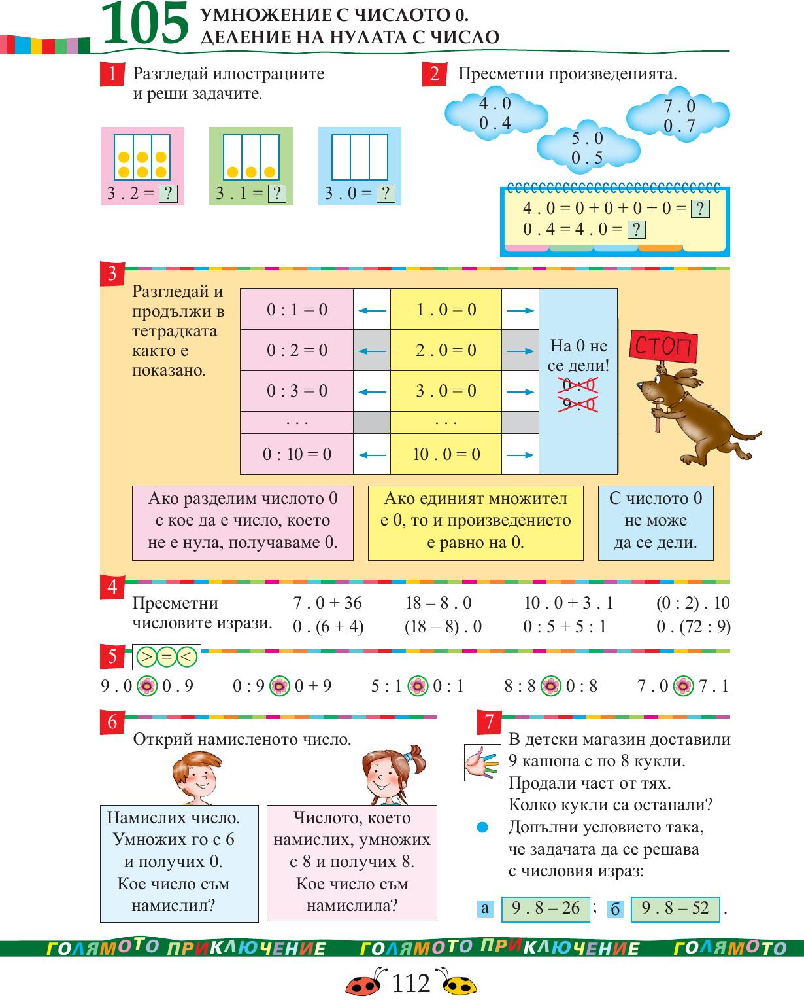 105
УМНОЖЕНИЕ С ЧИСЛОТО 0.
ДЕЛЕНИЕ НА НУЛАТА С ЧИСЛО
1
Разгледай илюстрациите
и реши задачите.
3 . 2 = ?
3 . 1 = ?
3 . 0 = ?
2
Пресметни произведенията.
4 . 0
0 . 4
5 . 0
0 . 5
7 . 0
0 . 7
4 . 0 = 0 + 0 + 0 + 0 = ?
0 . 4 = 4 . 0 = ?
3
Разгледай и
продължи в
тетрадката
както е
показано.
0 : 1 = 0 ← 1 . 0 = 0 →
0 : 2 = 0 ← 2 . 0 = 0 →
0 : 3 = 0 ← 3 . 0 = 0 →
. . . . . .
0 : 10 = 0 ← 10 . 0 = 0 →
На 0 не
се дели!
0 : 0
9 : 0
СТОП
Ако разделим числото 0
с кое да е число, което
не е нула, получаваме 0.
Ако единият множител
е 0, то и произведението
е равно на 0.
С числото 0
не може
да се дели.
4
Пресметни
числовите изрази.
7 . 0 + 36 18 – 8 . 0 10 . 0 + 3 . 1 (0 : 2) . 10
0 . (6 + 4) (18 – 8) . 0 0 : 5 + 5 : 1 0 . (72 : 9)
5
> = <
9 . 0 0 . 9 0 : 9 0 + 9 5 : 1 0 : 1 8 : 8 0 : 8 7 . 0 7 . 1
6
Открий намисленото число.
Намислих число.
Умножих го с 6
и получих 0.
Кое число съм
намислил?
Числото, което
намислих, умножих
с 8 и получих 8.
Кое число съм
намислила?
7
В детски магазин доставили
9 кашона с по 8 кукли.
Продали част от тях.
Колко кукли са останали?
Допълни условието така,
че задачата да се решава
с числовия израз:
а 9 . 8 – 26 ; б 9 . 8 – 52 .
ГОЛЯМОТО ПРИКЛЮЧЕНИЕ ГОЛЯМОТО ПРИКЛЮЧЕНИЕ ГОЛЯМОТО
112